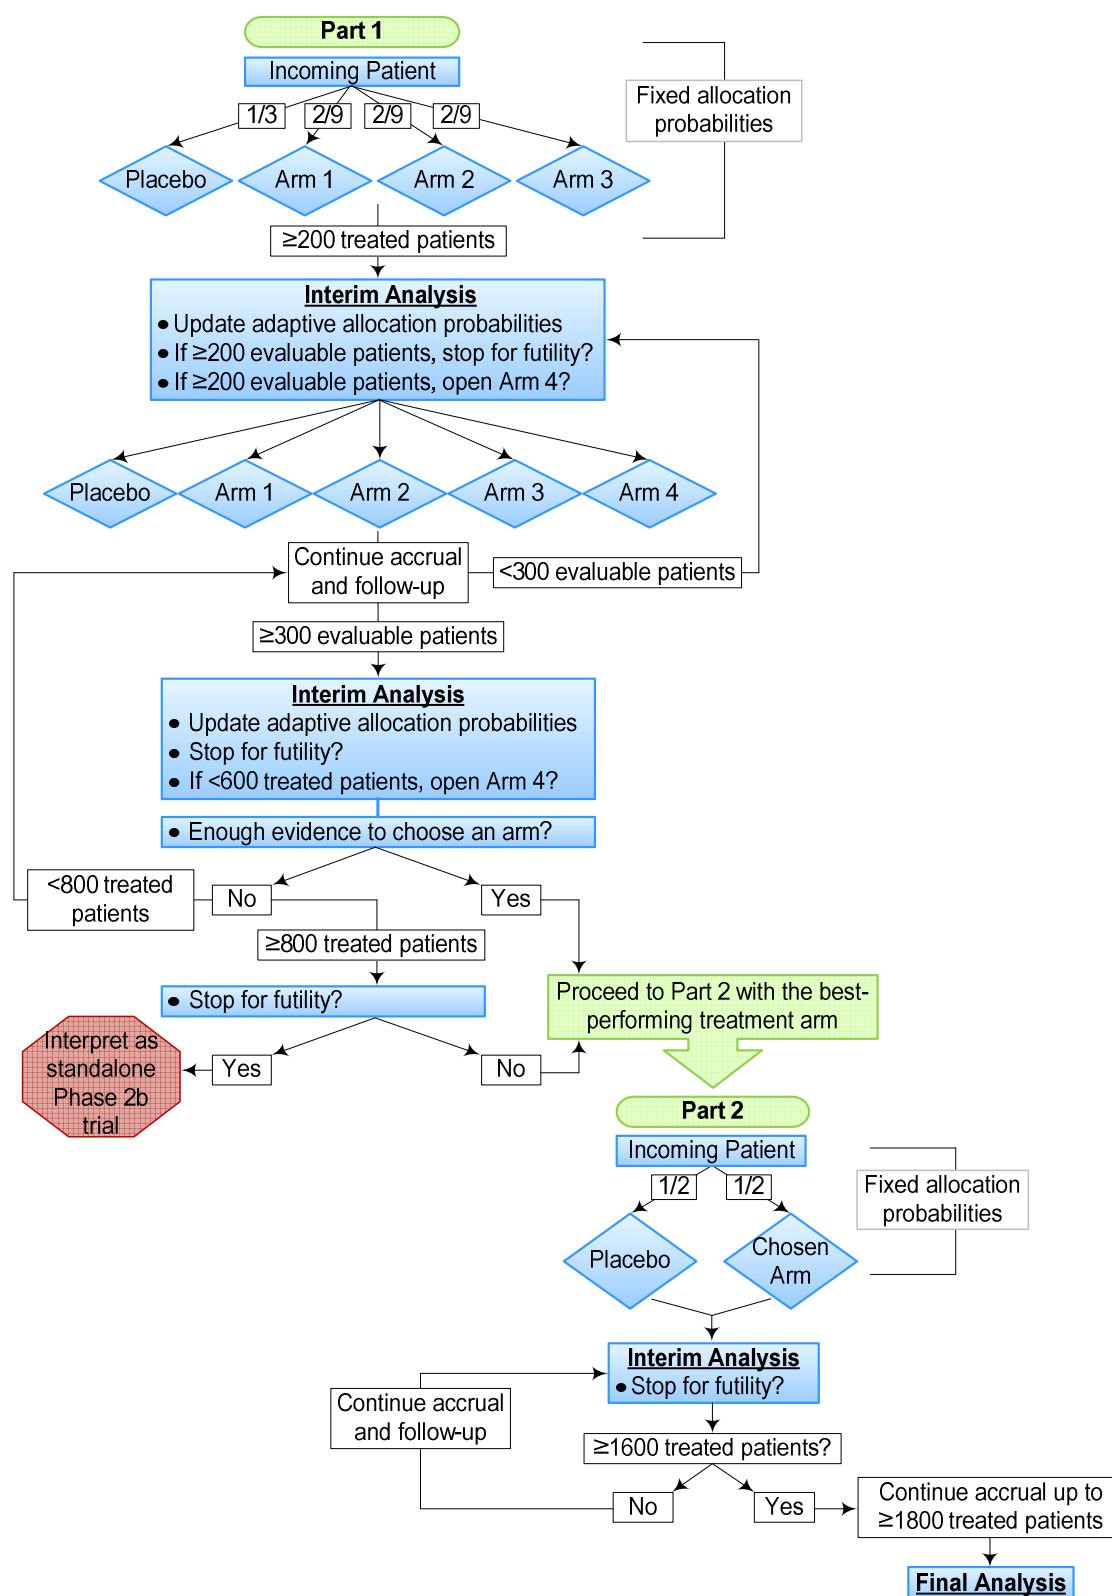 Part 1
Incoming Patient
Fixed allocation
probabilities
1/3
2/9
2/9
2/9
Placebo
Arm 1
Arm 2
Arm 3
≥200 treated patients
Interim Analysis
● Update adaptive allocation probabilities
● If ≥200 evaluable patients, stop for futility?
● If ≥200 evaluable patients, open Arm 4?
Placebo
Arm 1
Arm 2
Arm 3
Arm 4
Continue accrual
and follow-up
<300 evaluable patients
≥300 evaluable patients
Interim Analysis
● Update adaptive allocation probabilities
● Stop for futility?
● If <600 treated patients, open Arm 4?
● Enough evidence to choose an arm?
<800 treated
patients
No
Yes
≥800 treated patients
● Stop for futility?
Proceed to Part 2 with the best-
performing treatment arm
Interpret as
standalone
Phase 2b
trial
Yes
No
Part 2
Incoming Patient
Fixed allocation
probabilities
1/2
1/2
Placebo
Chosen
Arm
Interim Analysis
● Stop for futility?
Continue accrual
and follow-up
≥1600 treated patients?
No
Yes
Continue accrual up to
≥1800 treated patients
Final Analysis